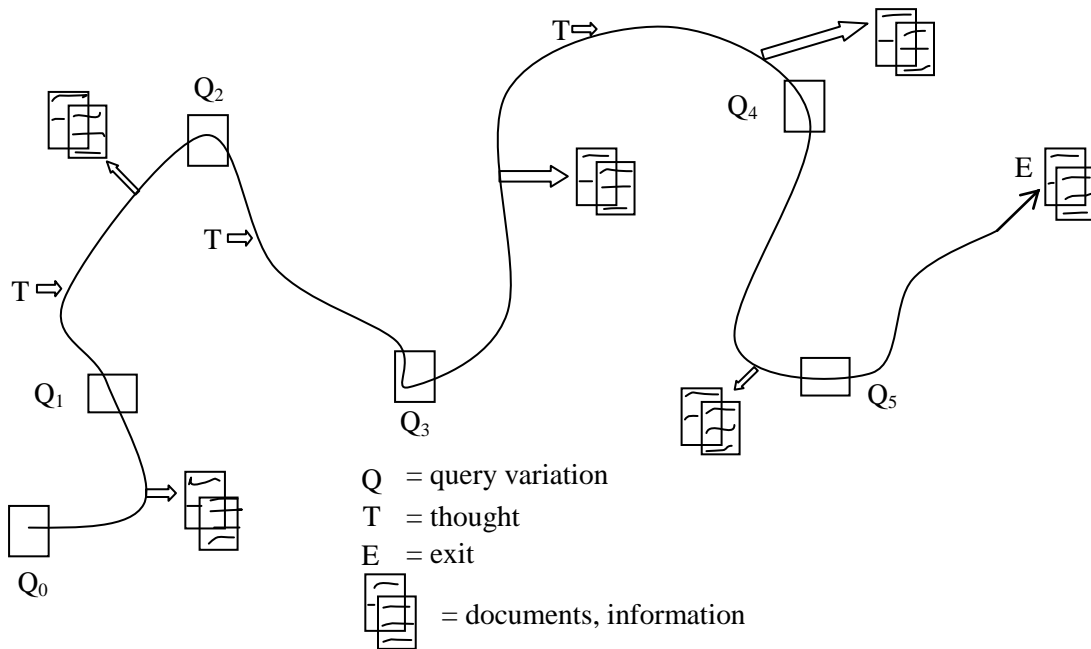 T
Q₂
Q₄
E
T
T
Q₁
Q₃
Q₅
Q = query variation
T = thought
E = exit
= documents, information
Q₀